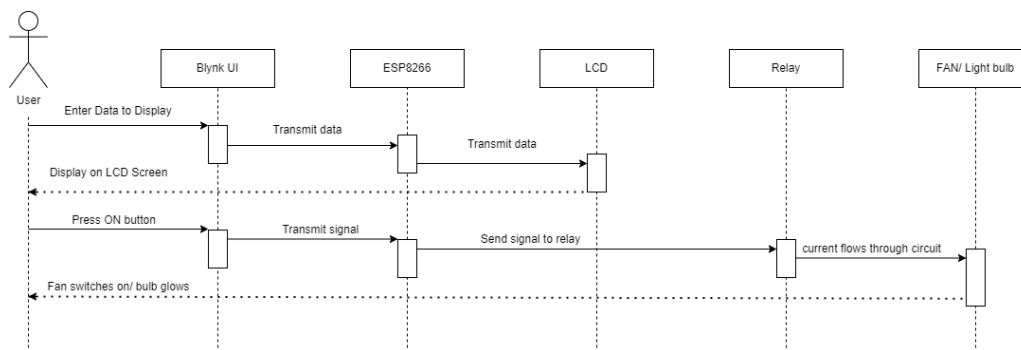 Blynk UI
ESP8266
LCD
Relay
FAN/ Light bulb
User
Enter Data to Display
Transmit data
Transmit data
Display on LCD Screen
Press ON button
Transmit signal
Send signal to relay
current flows through circuit
Fan switches on/ bulb glows